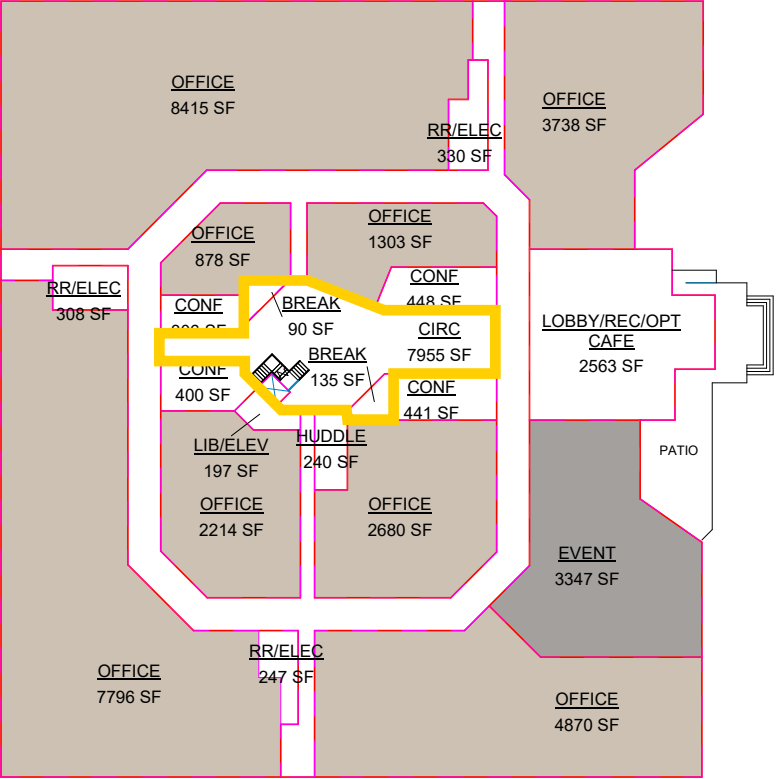 OFFICE
8415 SF
OFFICE
3738 SF
RR/ELEC
330 SF
OFFICE
1303 SF
OFFICE
878 SF
CONF
448 SF
RR/ELEC
308 SF
CONF
SF
BREAK
90 SF
CIRC
7955 SF
LOBBY/REC/OPT
CAFE
2563 SF
BREAK
135 SF
CONF
400 SF
CONF
441 SF
HUDDLE
240 SF
LIB/ELEV
197 SF
PATIO
OFFICE
2214 SF
OFFICE
2680 SF
EVENT
3347 SF
RR/ELEC
247 SF
OFFICE
7796 SF
OFFICE
4870 SF